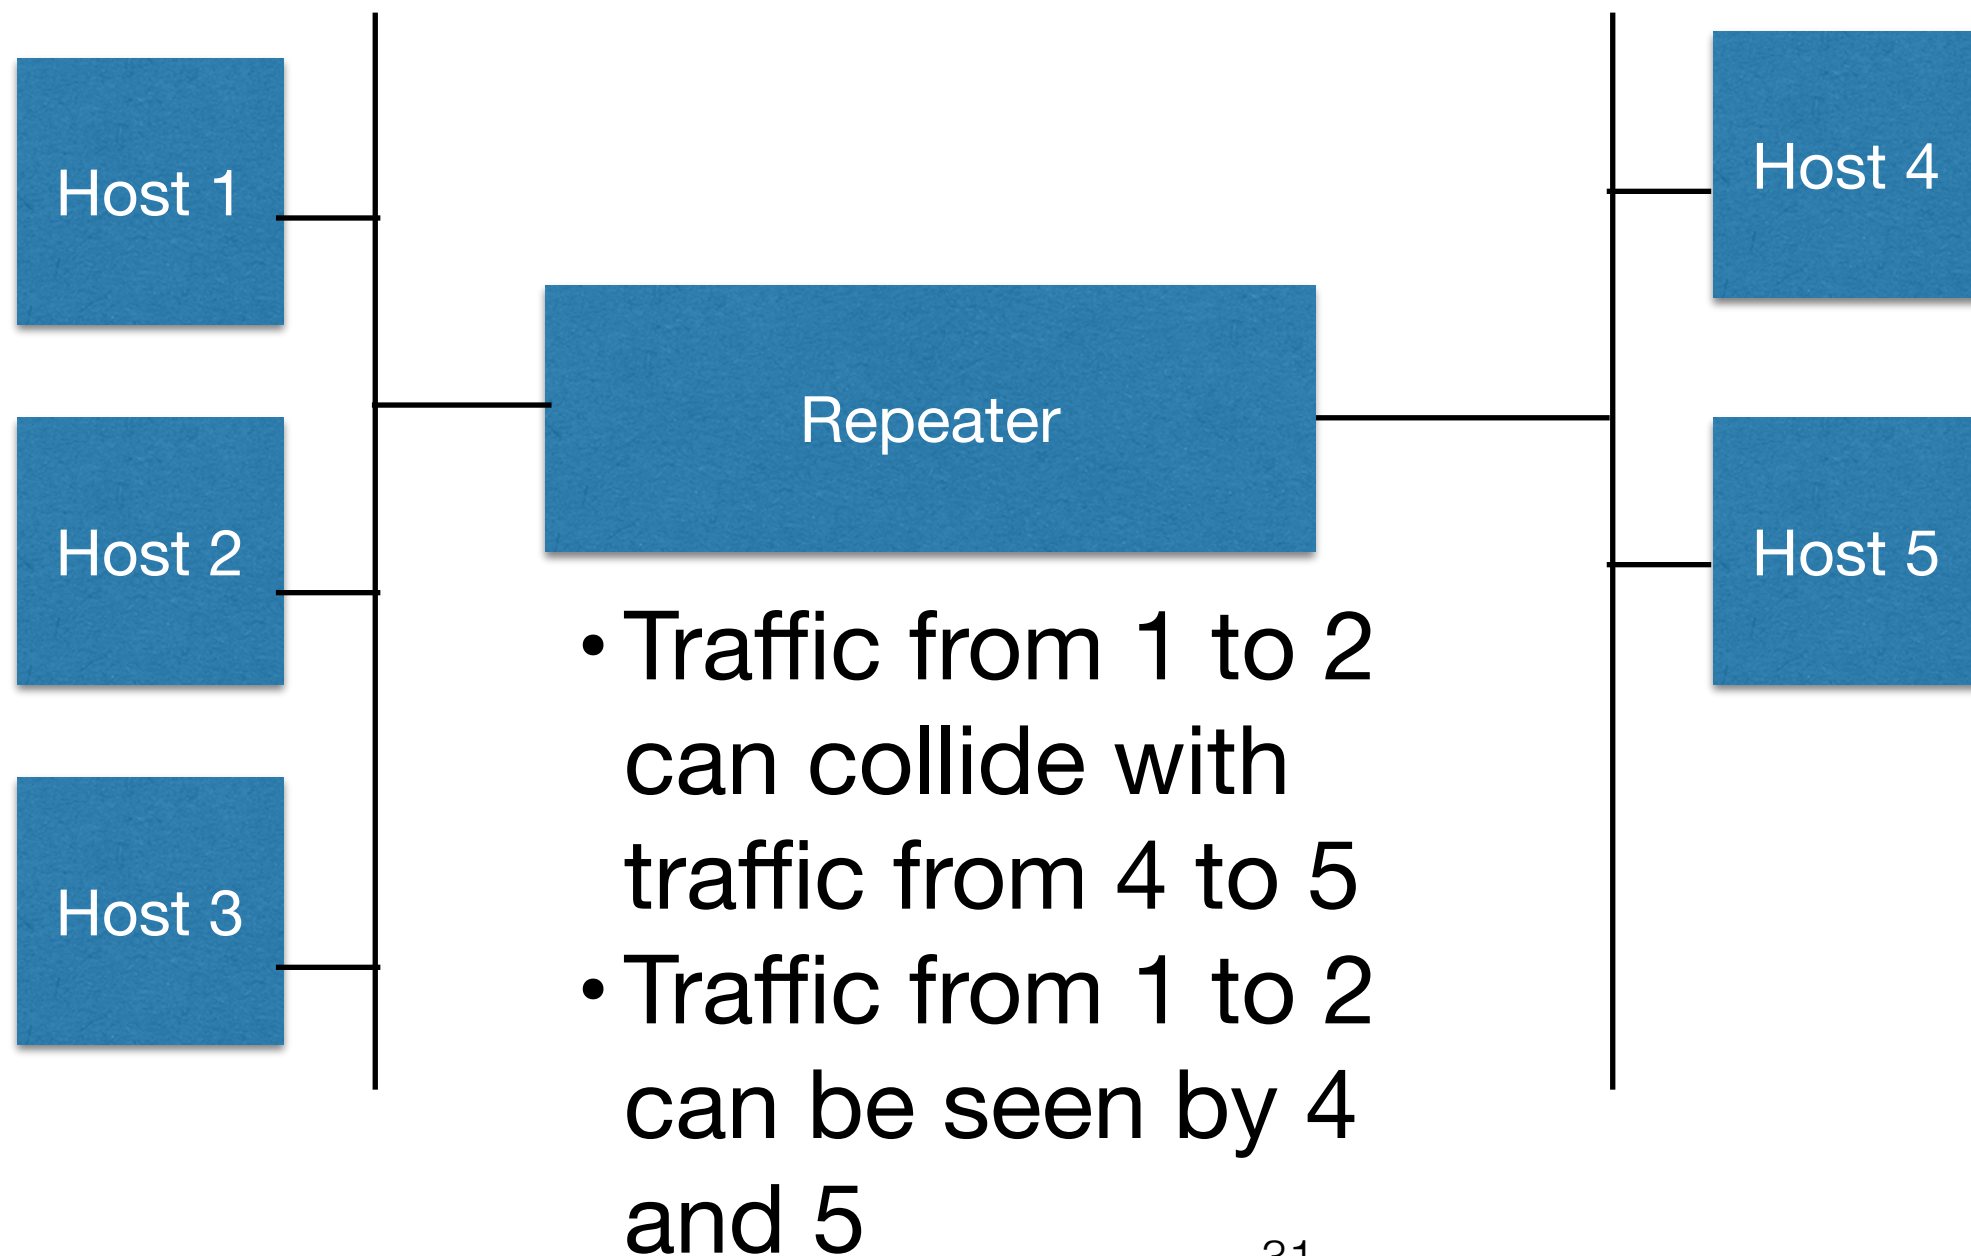 Host 1
Host 4
Repeater
Host 2
Host 5
• Traffic from 1 to 2
can collide with
traffic from 4 to 5
Host 3
• Traffic from 1 to 2
can be seen by 4
and 5
31